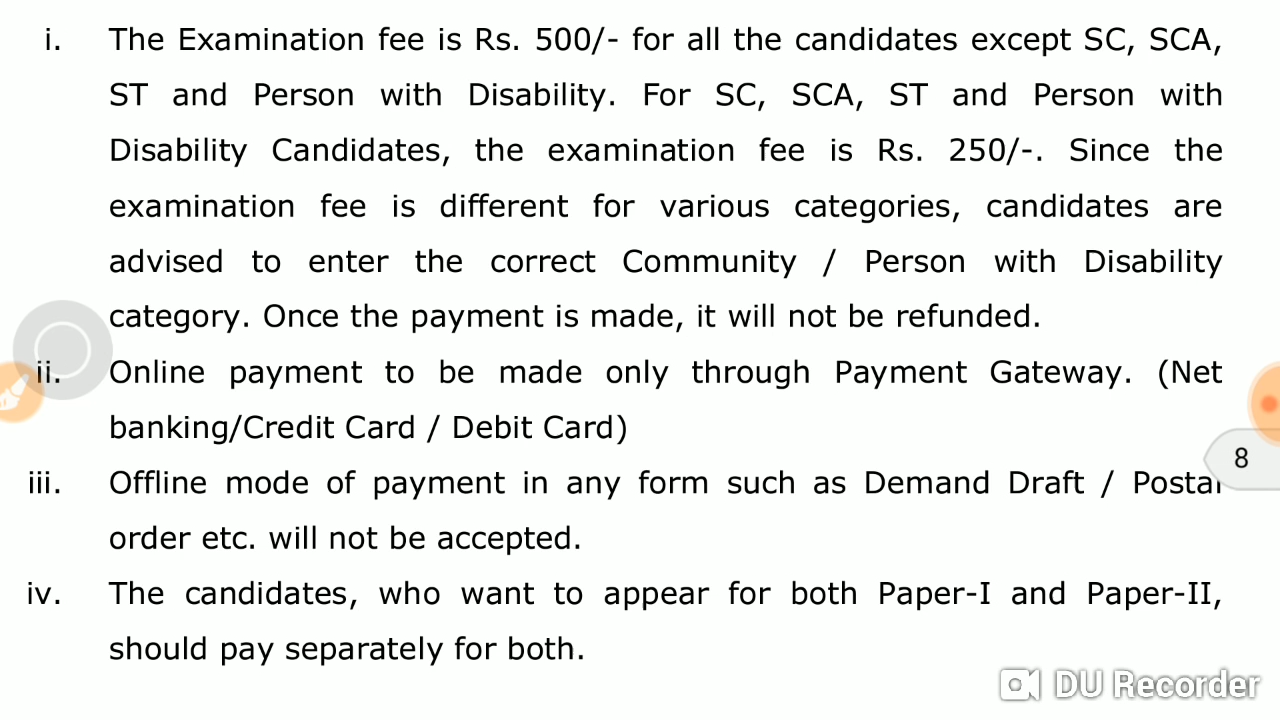 i. The Examination fee is Rs. 500/- for all the candidates except SC, SCA,
ST and Person with Disability. For SC, SCA, ST and Person with
Disability Candidates, the examination fee is Rs. 250/-. Since the
examination fee is different for various categories, candidates are
advised to enter the correct Community / Person with Disability
category. Once the payment is made, it will not be refunded.
ii. Online payment to be made only through Payment Gateway. (Net
banking/Credit Card / Debit Card)
8
iii. Offline mode of payment in any form such as Demand Draft / Postal
order etc. will not be accepted.
iv. The candidates, who want to appear for both Paper-I and Paper-II,
should pay separately for both.
DU Recorder